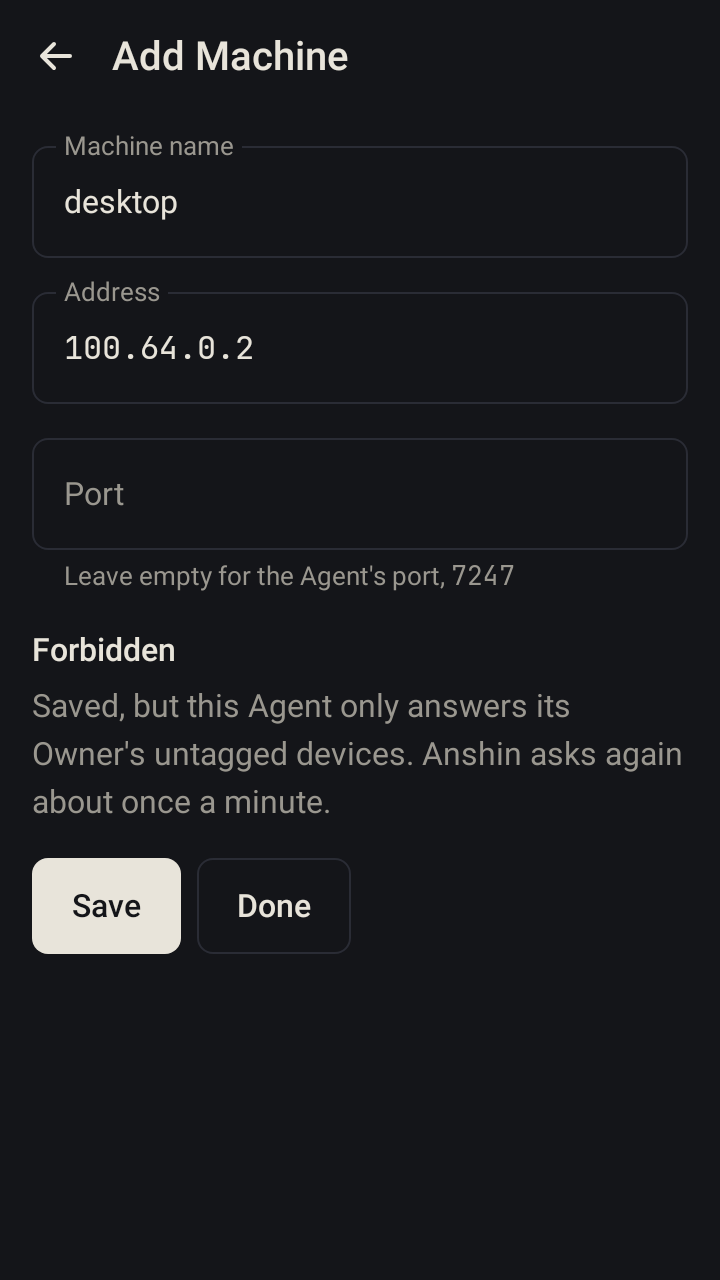 Add Machine
Machine name
desktop
Address
100.64.0.2
Port
Leave empty for the Agent's port, 7247
Forbidden
Saved, but this Agent only answers its
Owner's untagged devices. Anshin asks again
about once a minute.
Save
Done